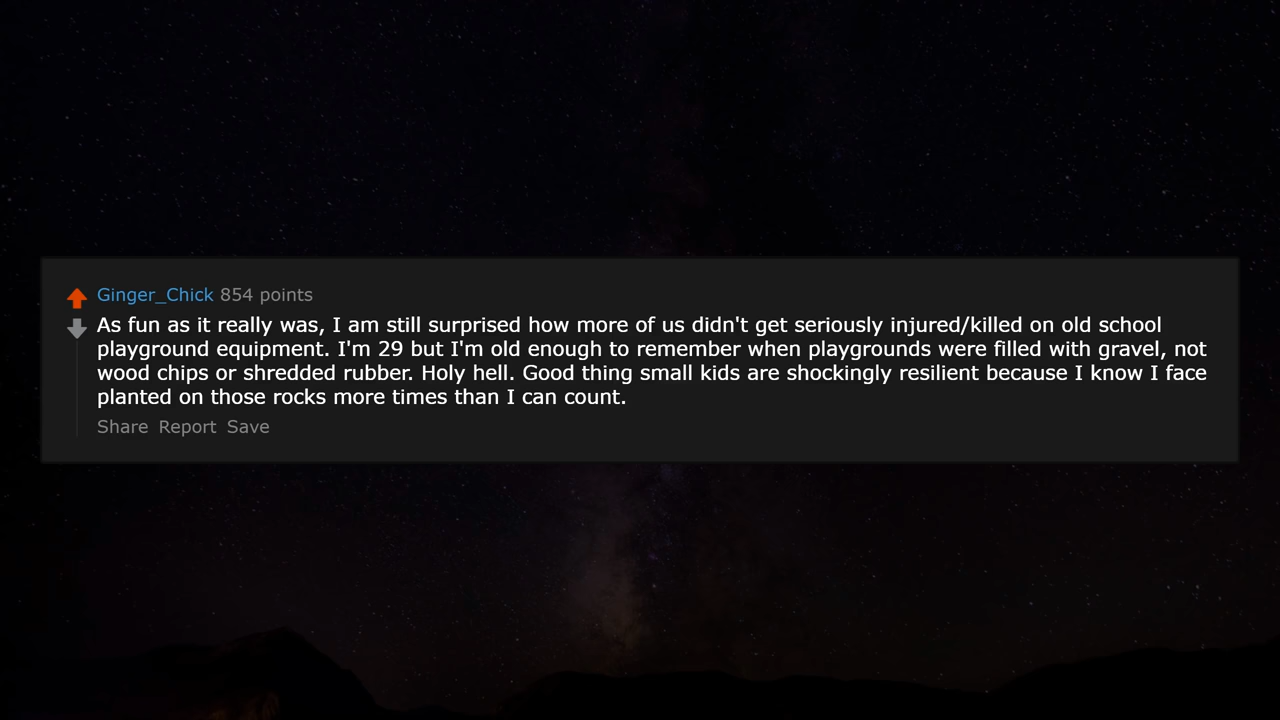 Ginger_Chick 854 points
As fun as it really was, I am still surprised how more of us didn't get seriously injured/killed on old school
playground equipment. I'm 29 but I'm old enough to remember when playgrounds were filled with gravel, not
wood chips or shredded rubber. Holy hell. Good thing small kids are shockingly resilient because I know I face
planted on those rocks more times than I can count.
Share Report Save